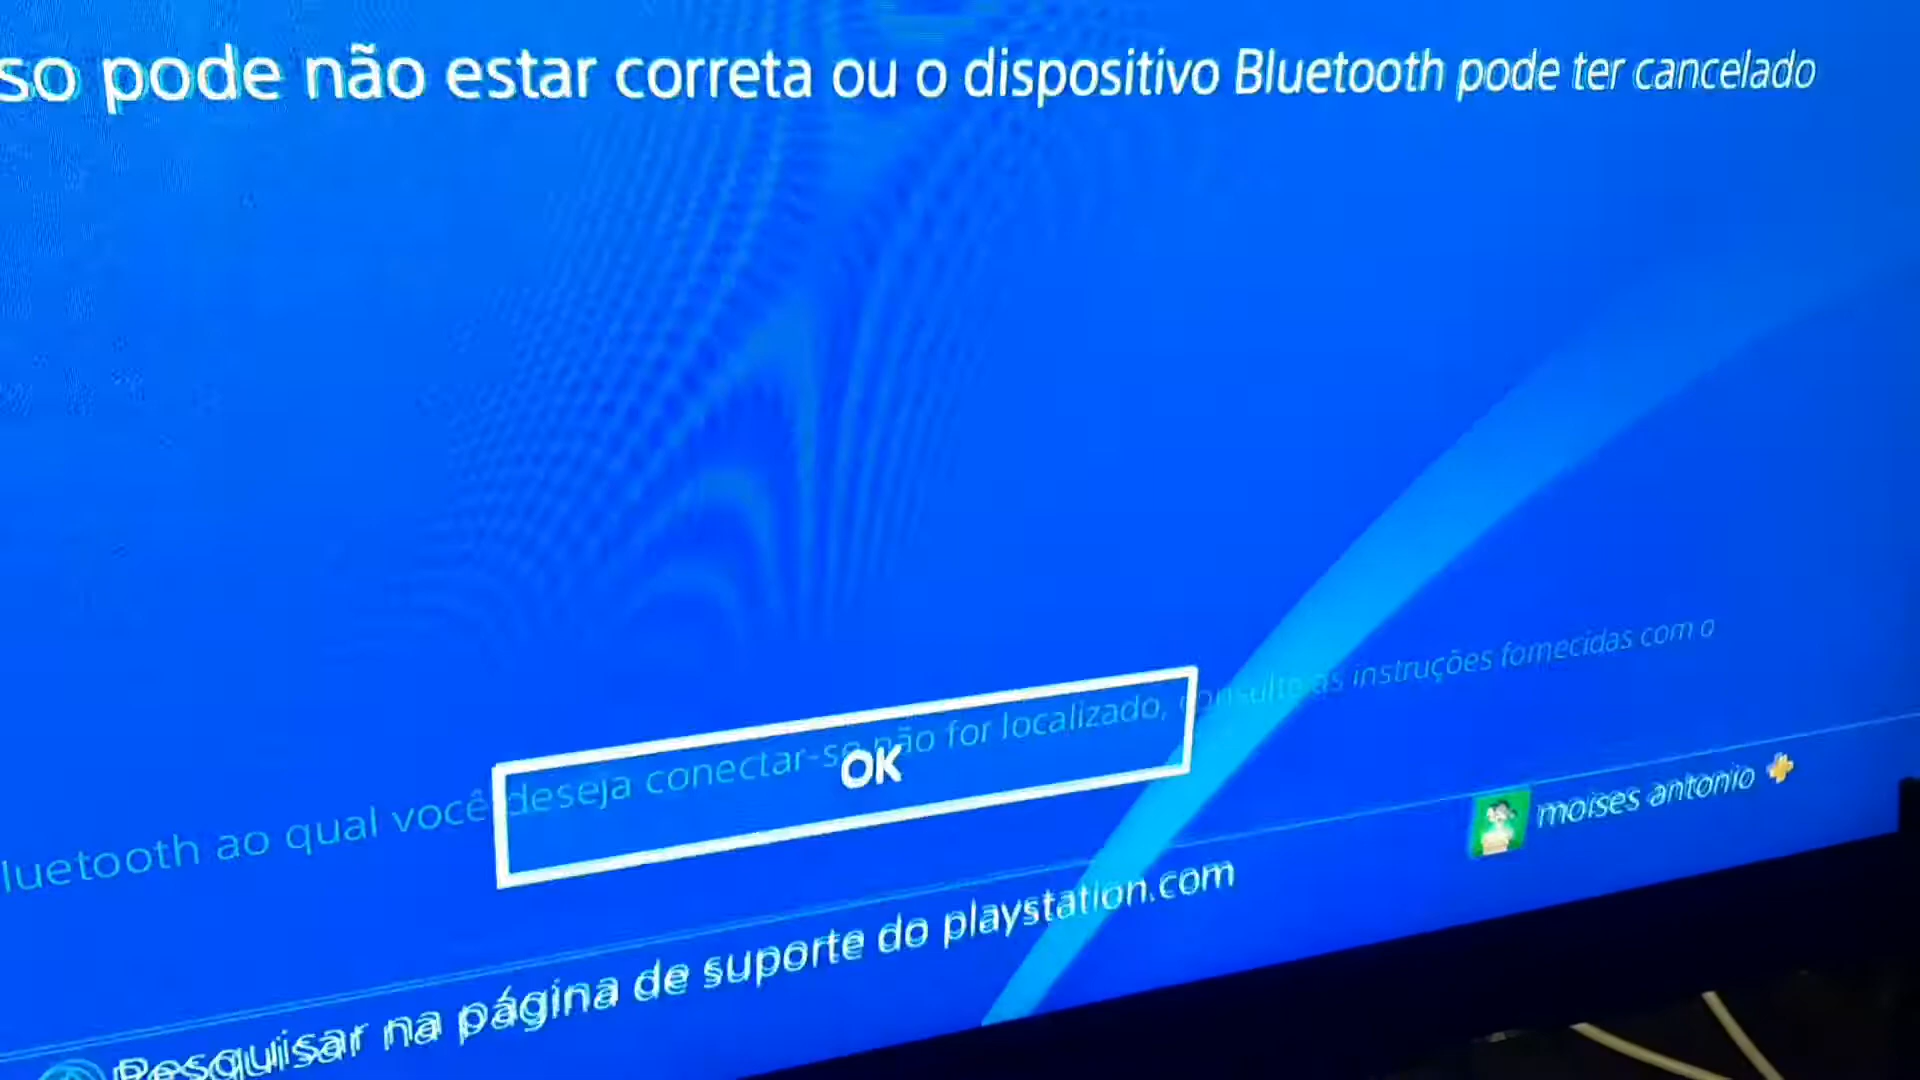 so pode não estar correta ou o dispositivo Bluetooth pode ter cancelado
luetooth ao qual você deseja conectar-se não for localizado, consulte as instruções fornecidas com o
OK
moises antonio
Pesquisar na página de suporte do playstation.com